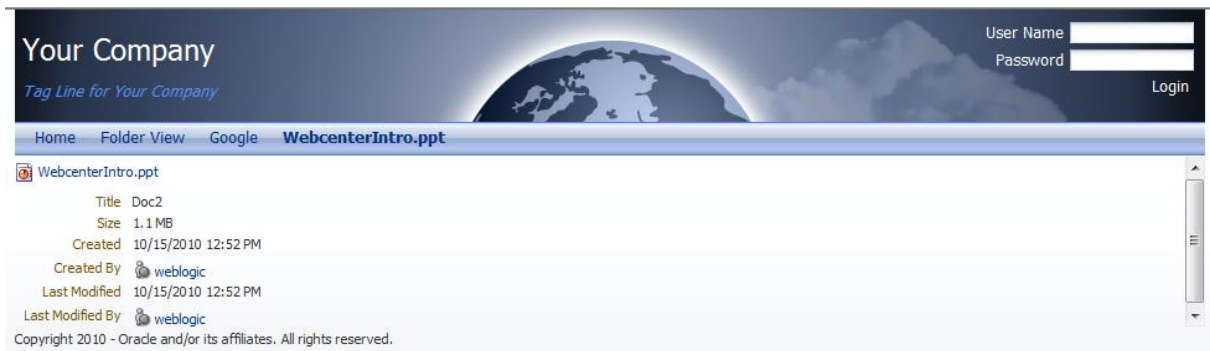 Your Company
Tag Line for Your Company
User Name
Password
Login
Home Folder View Google WebcenterIntro.ppt
WebcenterIntro.ppt
Title Doc2
Size 1.1 MB
Created 10/15/2010 12:52 PM
Created By weblogic
Last Modified 10/15/2010 12:52 PM
Last Modified By weblogic
Copyright 2010 - Oracle and/or its affiliates. All rights reserved.